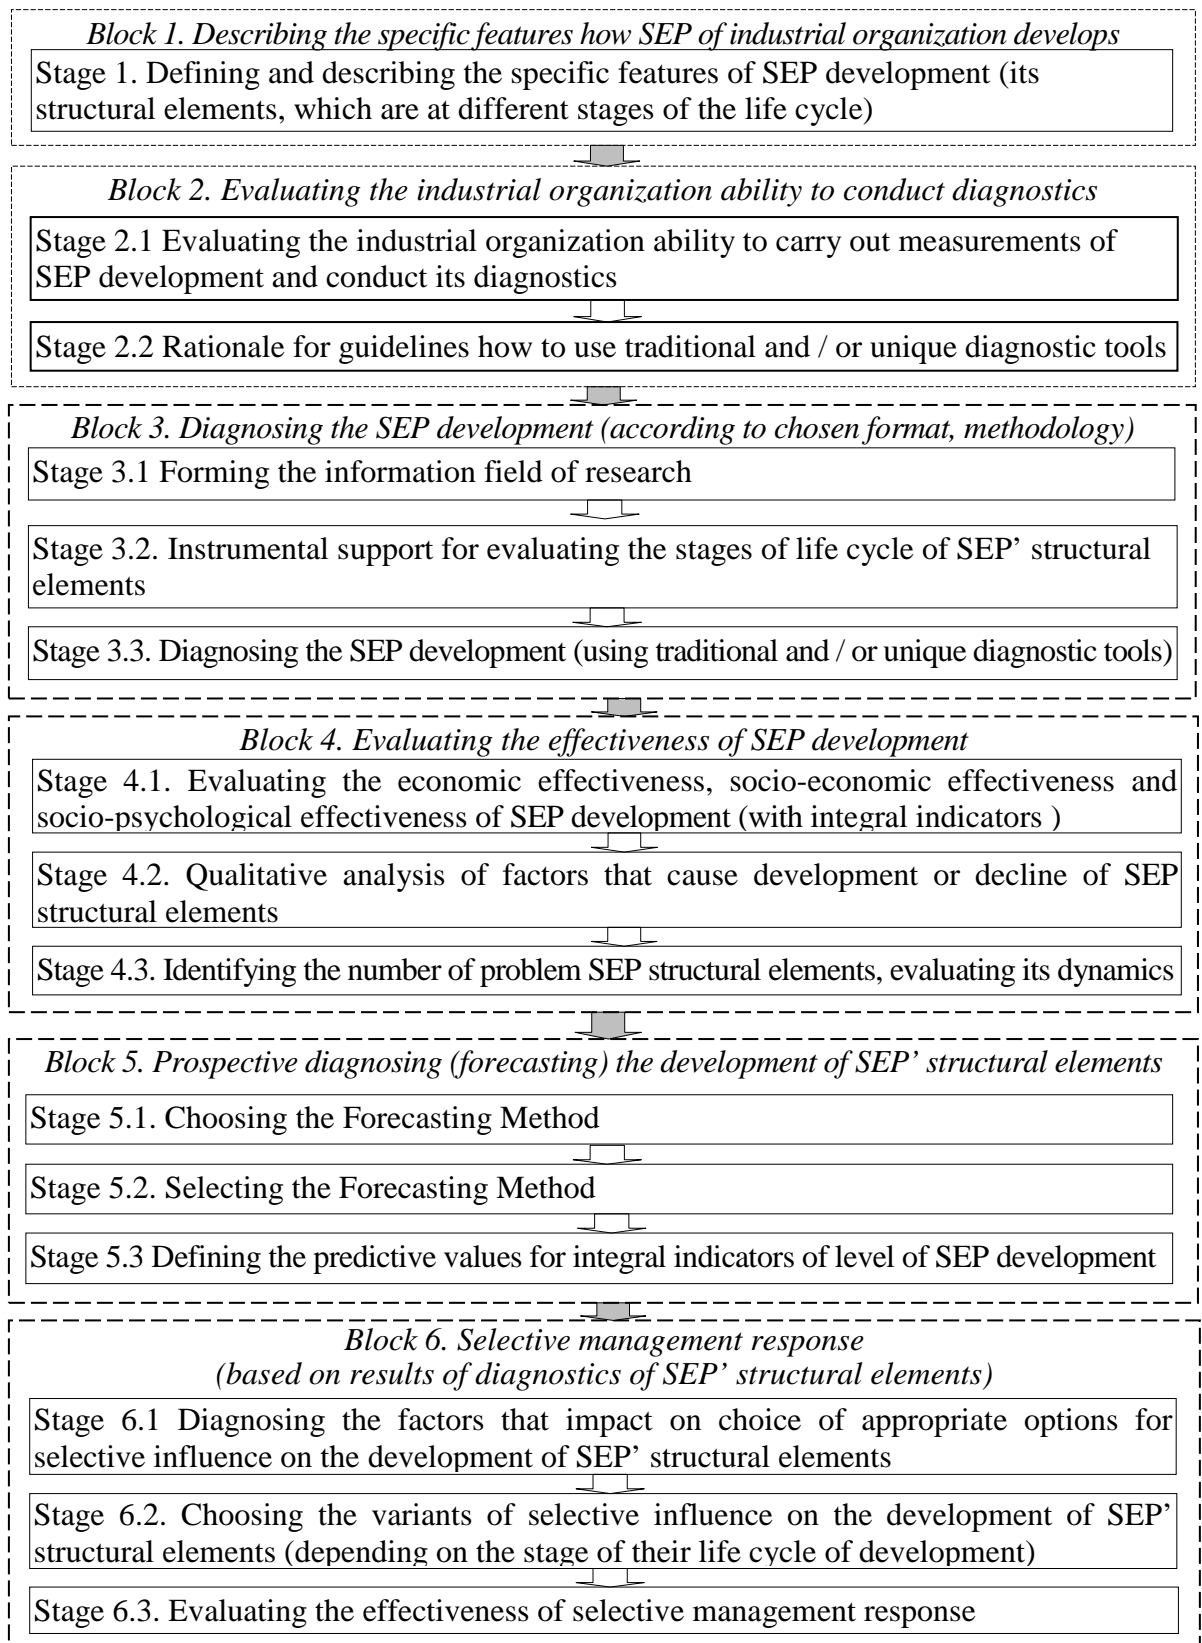 Block 1. Describing the specific features how SEP of industrial organization develops
Stage 1. Defining and describing the specific features of SEP development (its
structural elements, which are at different stages of the life cycle)
Block 2. Evaluating the industrial organization ability to conduct diagnostics
Stage 2.1 Evaluating the industrial organization ability to carry out measurements of
SEP development and conduct its diagnostics
Stage 2.2 Rationale for guidelines how to use traditional and / or unique diagnostic tools
Block 3. Diagnosing the SEP development (according to chosen format, methodology)
Stage 3.1 Forming the information field of research
Stage 3.2. Instrumental support for evaluating the stages of life cycle of SEP’ structural
elements
Stage 3.3. Diagnosing the SEP development (using traditional and / or unique diagnostic tools)
Block 4. Evaluating the effectiveness of SEP development
Stage 4.1. Evaluating the economic effectiveness, socio-economic effectiveness and
socio-psychological effectiveness of SEP development (with integral indicators )
Stage 4.2. Qualitative analysis of factors that cause development or decline of SEP
structural elements
Stage 4.3. Identifying the number of problem SEP structural elements, evaluating its dynamics
Block 5. Prospective diagnosing (forecasting) the development of SEP’ structural elements
Stage 5.1. Choosing the Forecasting Method
Stage 5.2. Selecting the Forecasting Method
Stage 5.3 Defining the predictive values for integral indicators of level of SEP development
Block 6. Selective management response
(based on results of diagnostics of SEP’ structural elements)
Stage 6.1 Diagnosing the factors that impact on choice of appropriate options for
selective influence on the development of SEP’ structural elements
Stage 6.2. Choosing the variants of selective influence on the development of SEP’
structural elements (depending on the stage of their life cycle of development)
Stage 6.3. Evaluating the effectiveness of selective management response